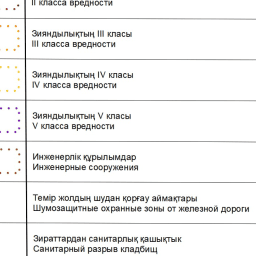 II класса вредности
Зияндылықтың III класы
III класса вредности
Зияндылықтың IV класы
IV класса вредности
Зияндылықтың V класы
V класса вредности
Инженерлік құрылымдар
Инженерные сооружения
Темір жолдың шудан қорғау аймақтары
Шумозащитные охранные зоны от железной дороги
Зираттардан санитарлық қашықтық
Санитарный разрыв кладбищ